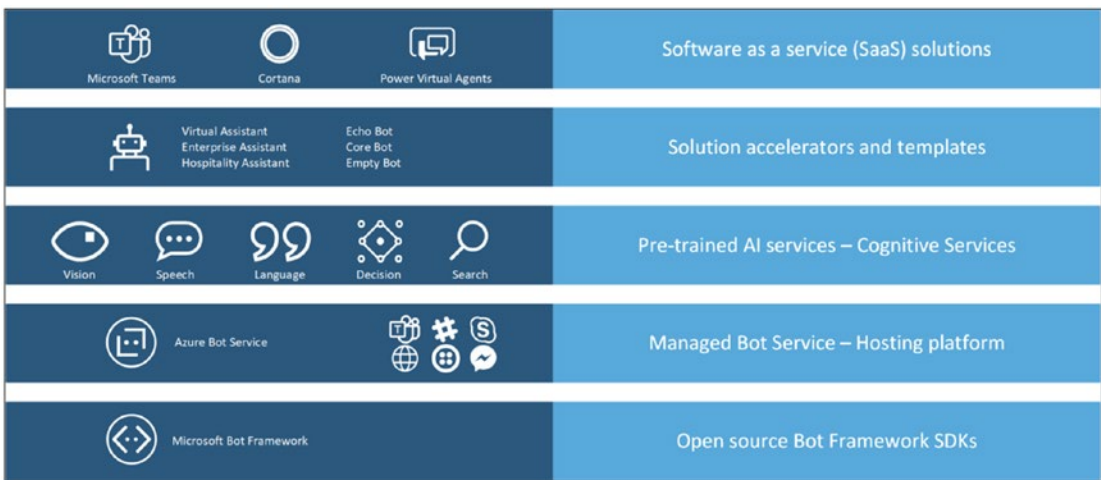 Microsoft Teams
Cortana
Power Virtual Agents
Software as a service (SaaS) solutions
Virtual Assistant
Enterprise Assistant
Hospitality Assistant
Echo Bot
Core Bot
Empty Bot
Solution accelerators and templates
Vision
Speech
Language
Decision
Search
Pre-trained AI services – Cognitive Services
Azure Bot Service
Managed Bot Service – Hosting platform
Microsoft Bot Framework
Open source Bot Framework SDKs